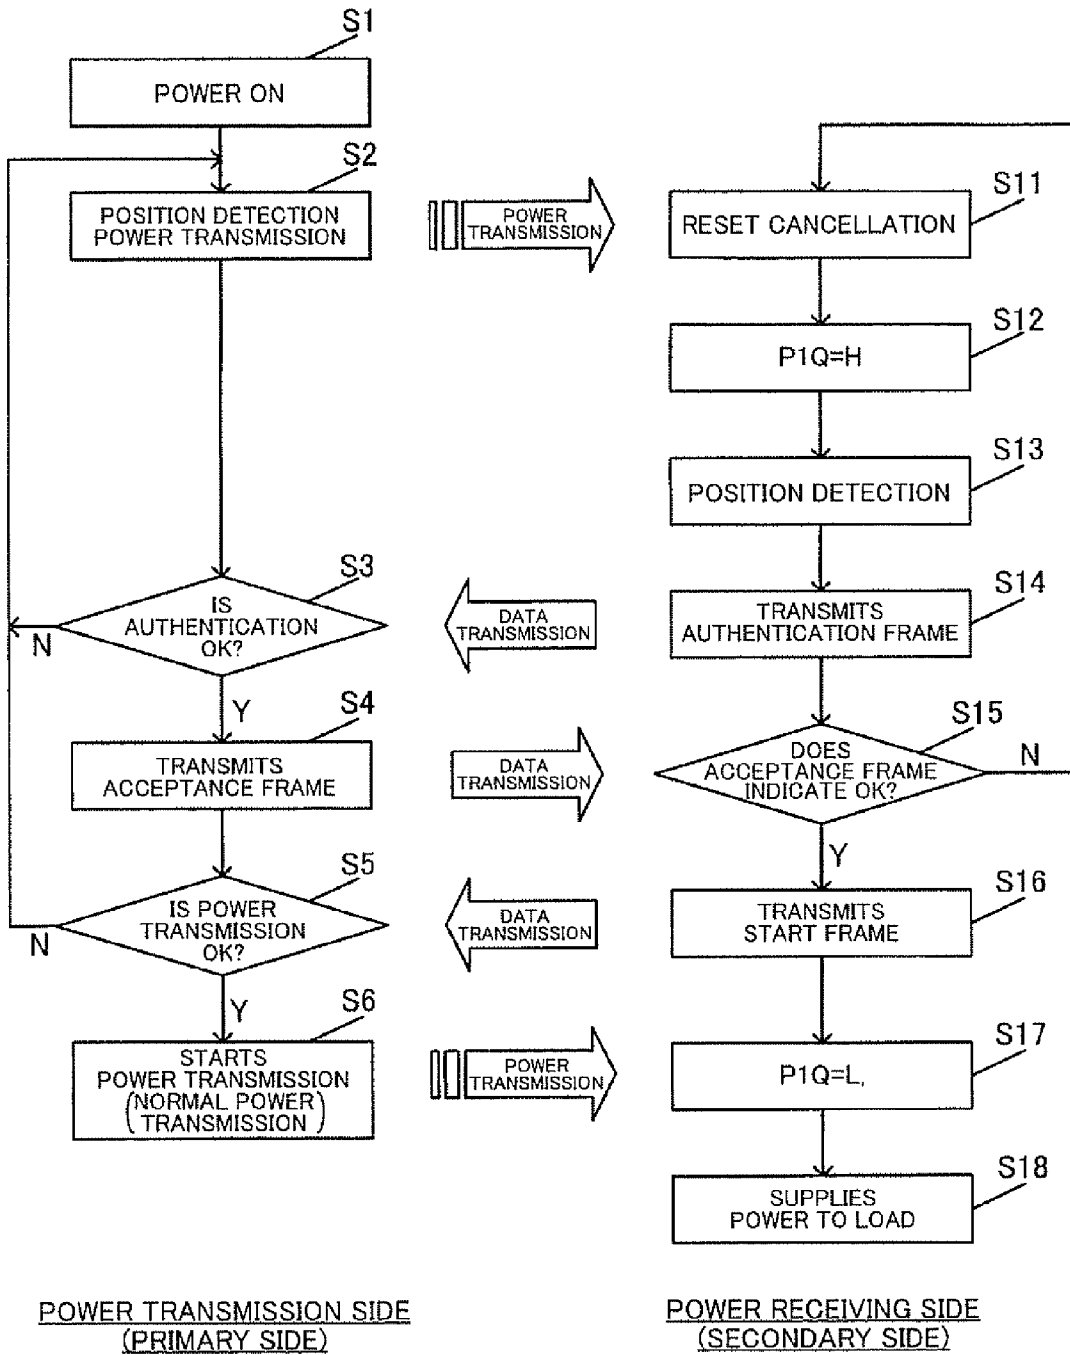 S1
POWER ON
S2
POSITION DETECTION
POWER TRANSMISSION
POWER
TRANSMISSION
S11
RESET CANCELLATION
S12
P1Q=H
S13
POSITION DETECTION
S3
IS
AUTHENTICATION
OK?
N
Y
DATA
TRANSMISSION
S14
TRANSMITS
AUTHENTICATION FRAME
S4
TRANSMITS
ACCEPTANCE FRAME
DATA
TRANSMISSION
S15
DOES
ACCEPTANCE FRAME
INDICATE OK?
N
Y
S5
IS POWER
TRANSMISSION
OK?
N
Y
DATA
TRANSMISSION
S16
TRANSMITS
START FRAME
S6
STARTS
POWER TRANSMISSION
(NORMAL POWER
TRANSMISSION)
POWER
TRANSMISSION
S17
P1Q=L,
S18
SUPPLIES
POWER TO LOAD
POWER TRANSMISSION SIDE
(PRIMARY SIDE)
POWER RECEIVING SIDE
(SECONDARY SIDE)